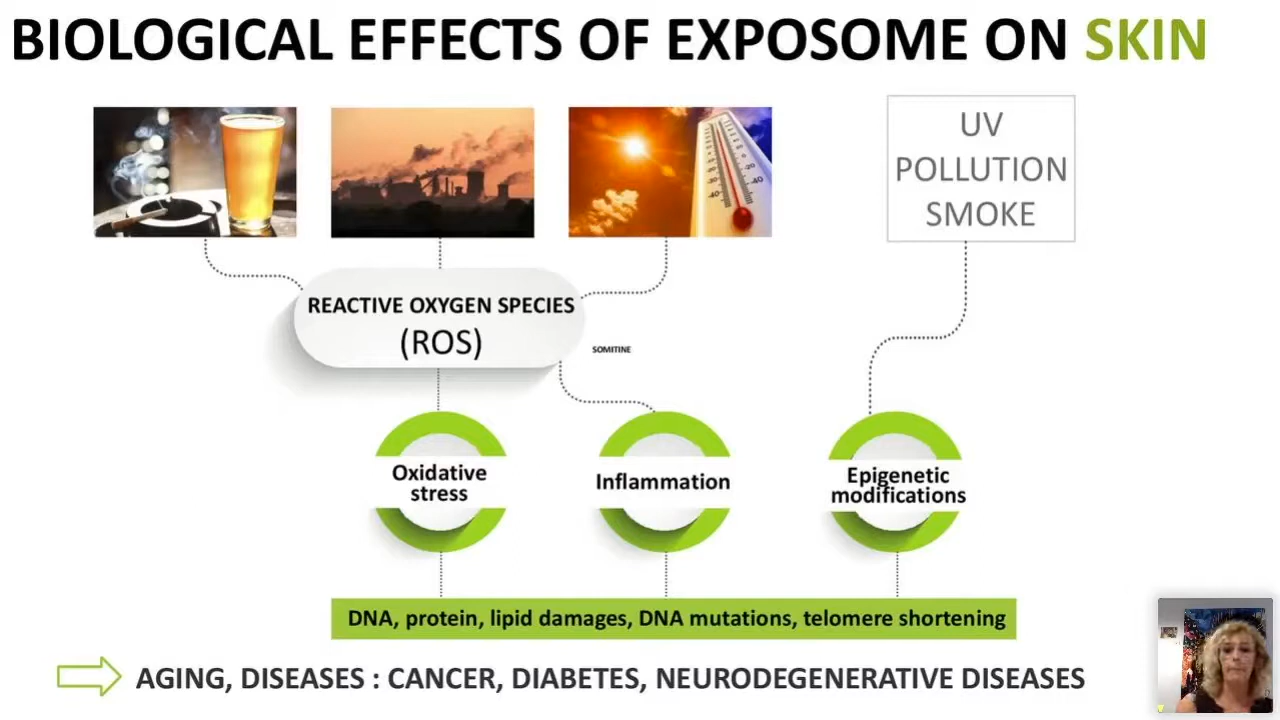 BIOLOGICAL EFFECTS OF EXPOSOME ON SKIN
UV
POLLUTION
SMOKE
REACTIVE OXYGEN SPECIES
(ROS)
SOMITINE
Oxidative
stress
Inflammation
Epigenetic
modifications
DNA, protein, lipid damages, DNA mutations, telomere shortening
AGING, DISEASES : CANCER, DIABETES, NEURODEGENERATIVE DISEASES